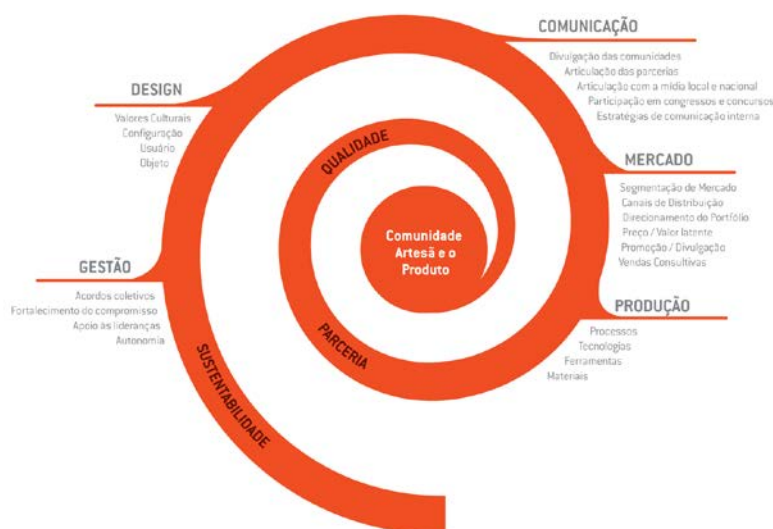 COMUNICAÇÃO
Divulgação das comunidades
Articulação das parcerias
Articulação com a mídia local e nacional
Participação em congressos e concursos
Estratégias de comunicação interna
DESIGN
Valores Culturais
Configuração
Usuário
Objeto
QUALIDADE
MERCADO
Segmentação de Mercado
Canais de Distribuição
Direcionamento do Portfólio
Preço / Valor latente
Promoção / Divulgação
Vendas Consultivas
Comunidade
Artesã e o
Produto
GESTÃO
Acordos coletivos
Fortalecimento do compromisso
Apoio às lideranças
Autonomia
PRODUÇÃO
Processos
Tecnologias
Ferramentas
Materiais
PARCERIA
SUSTENTABILIDADE